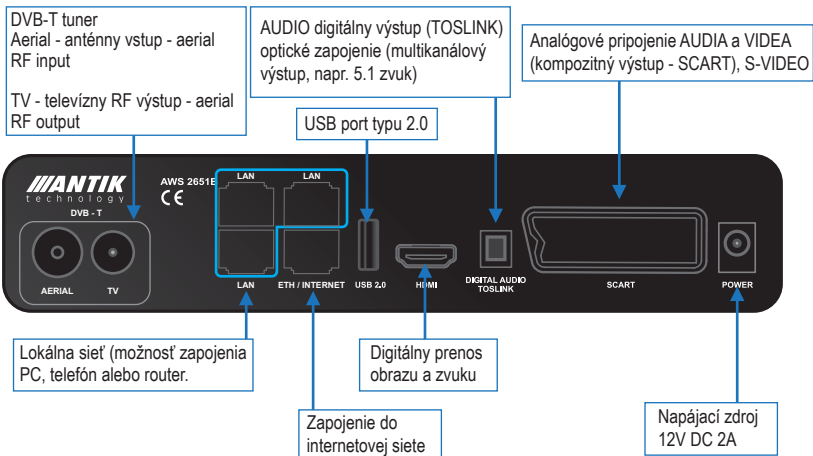 DVB-T tuner
Aerial - anténny vstup - aerial
RF input
TV - televízny RF výstup - aerial
RF output
AUDIO digitálny výstup (TOSLINK)
optické zapojenie (multikanálový
výstup, napr. 5.1 zvuk)
Analógové pripojenie AUDIA a VIDEA
(kompozitný výstup - SCART), S-VIDEO
USB port typu 2.0
ANTIK
technology
AWS 2651E
CE
LAN
LAN
DVB - T
AERIAL
TV
LAN
ETH / INTERNET
USB 2.0
HDMI
DIGITAL AUDIO
TOSLINK
SCART
POWER
Lokálna sieť (možnosť zapojenia
PC, telefón alebo router.
Digitálny prenos
obrazu a zvuku
Zapojenie do
internetovej siete
Napájací zdroj
12V DC 2A